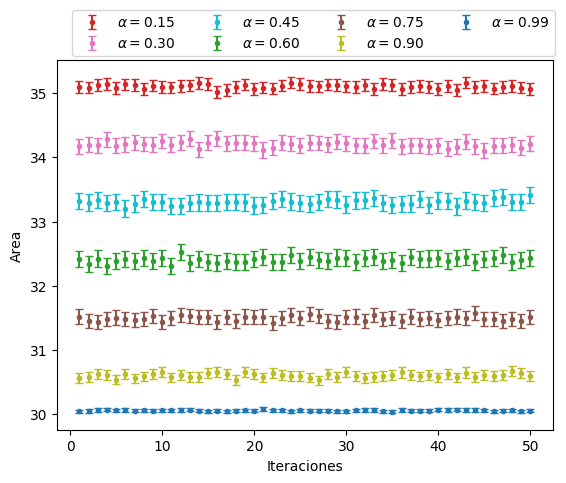 α = 0.15 α = 0.45 α = 0.75 α = 0.99
α = 0.30 α = 0.60 α = 0.90
35
34
33
32
31
30
Area
0 10 20 30 40 50
Iteraciones